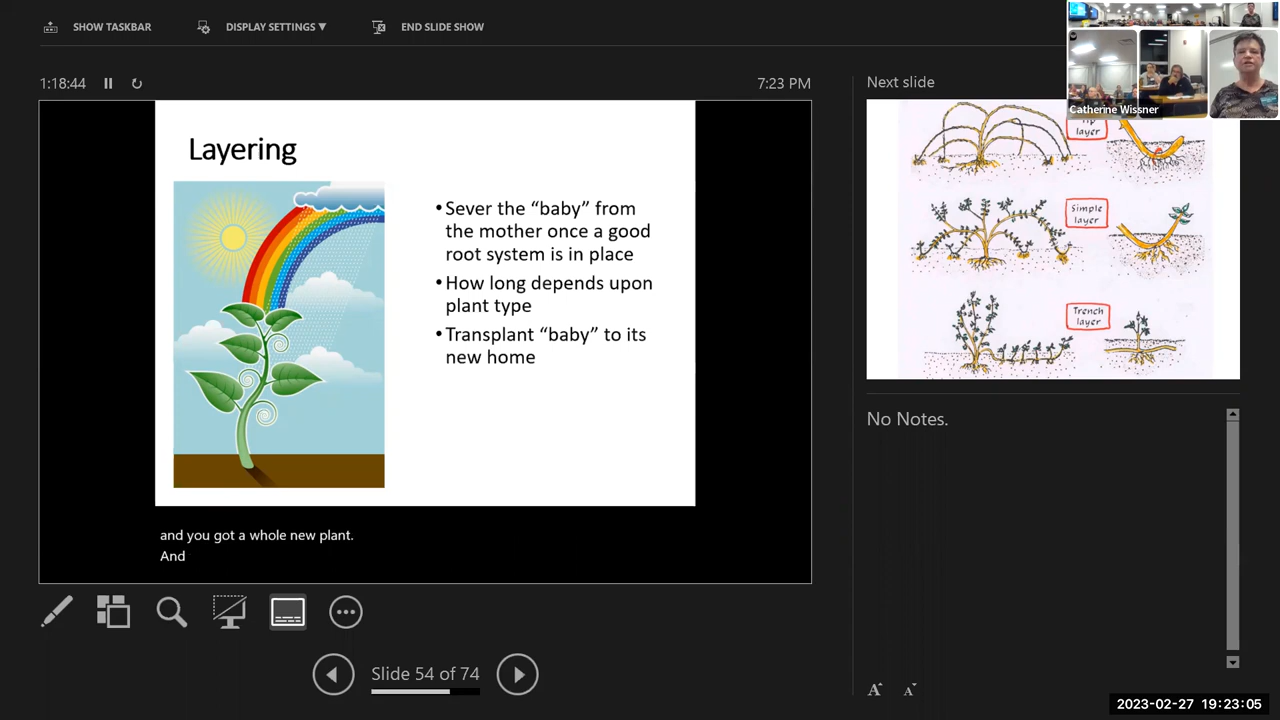 SHOW TASKBAR
DISPLAY SETTINGS ▼
END SLIDE SHOW
1:18:44
7:23 PM
Next slide
Catherine Wissner
Layering
• Sever the “baby” from
the mother once a good
root system is in place
• How long depends upon
plant type
• Transplant “baby” to its
new home
layer
Simple
layer
Trench
layer
No Notes.
and you got a whole new plant.
And
Slide 54 of 74
A A
2023-02-27 19:23:05